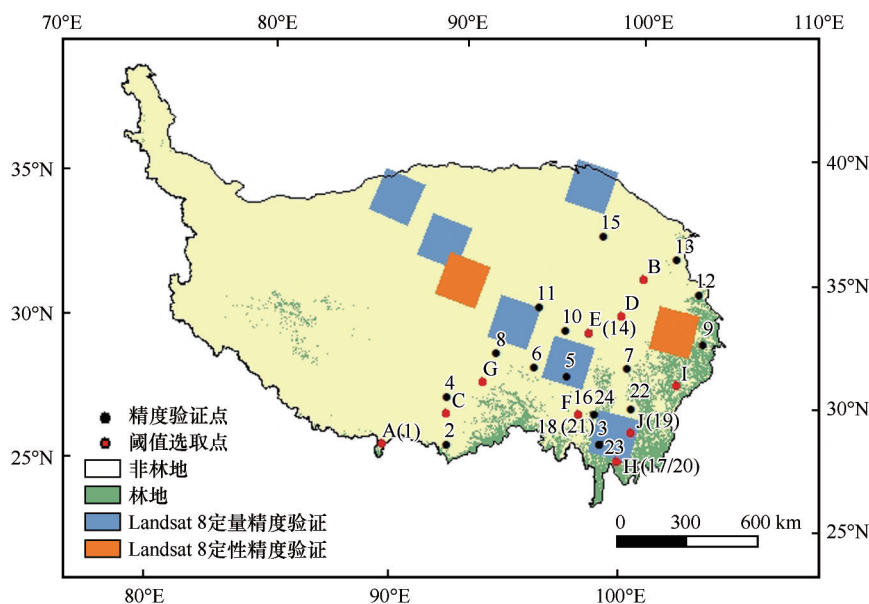 70°E 80°E 90°E 100°E 110°E
35°N
30°N
25°N
40°N
35°N
30°N
25°N
80°E 90°E 100°E
15
13
B
12
11
D
10
E(14)
9
8
7
6
5
G
I
4
C
16 24
F
22
18(21)
3
J(19)
A(1)
2
23
H(17/20)
精度验证点
阈值选取点
非林地
林地
Landsat 8定量精度验证
Landsat 8定性精度验证
0 300 600 km